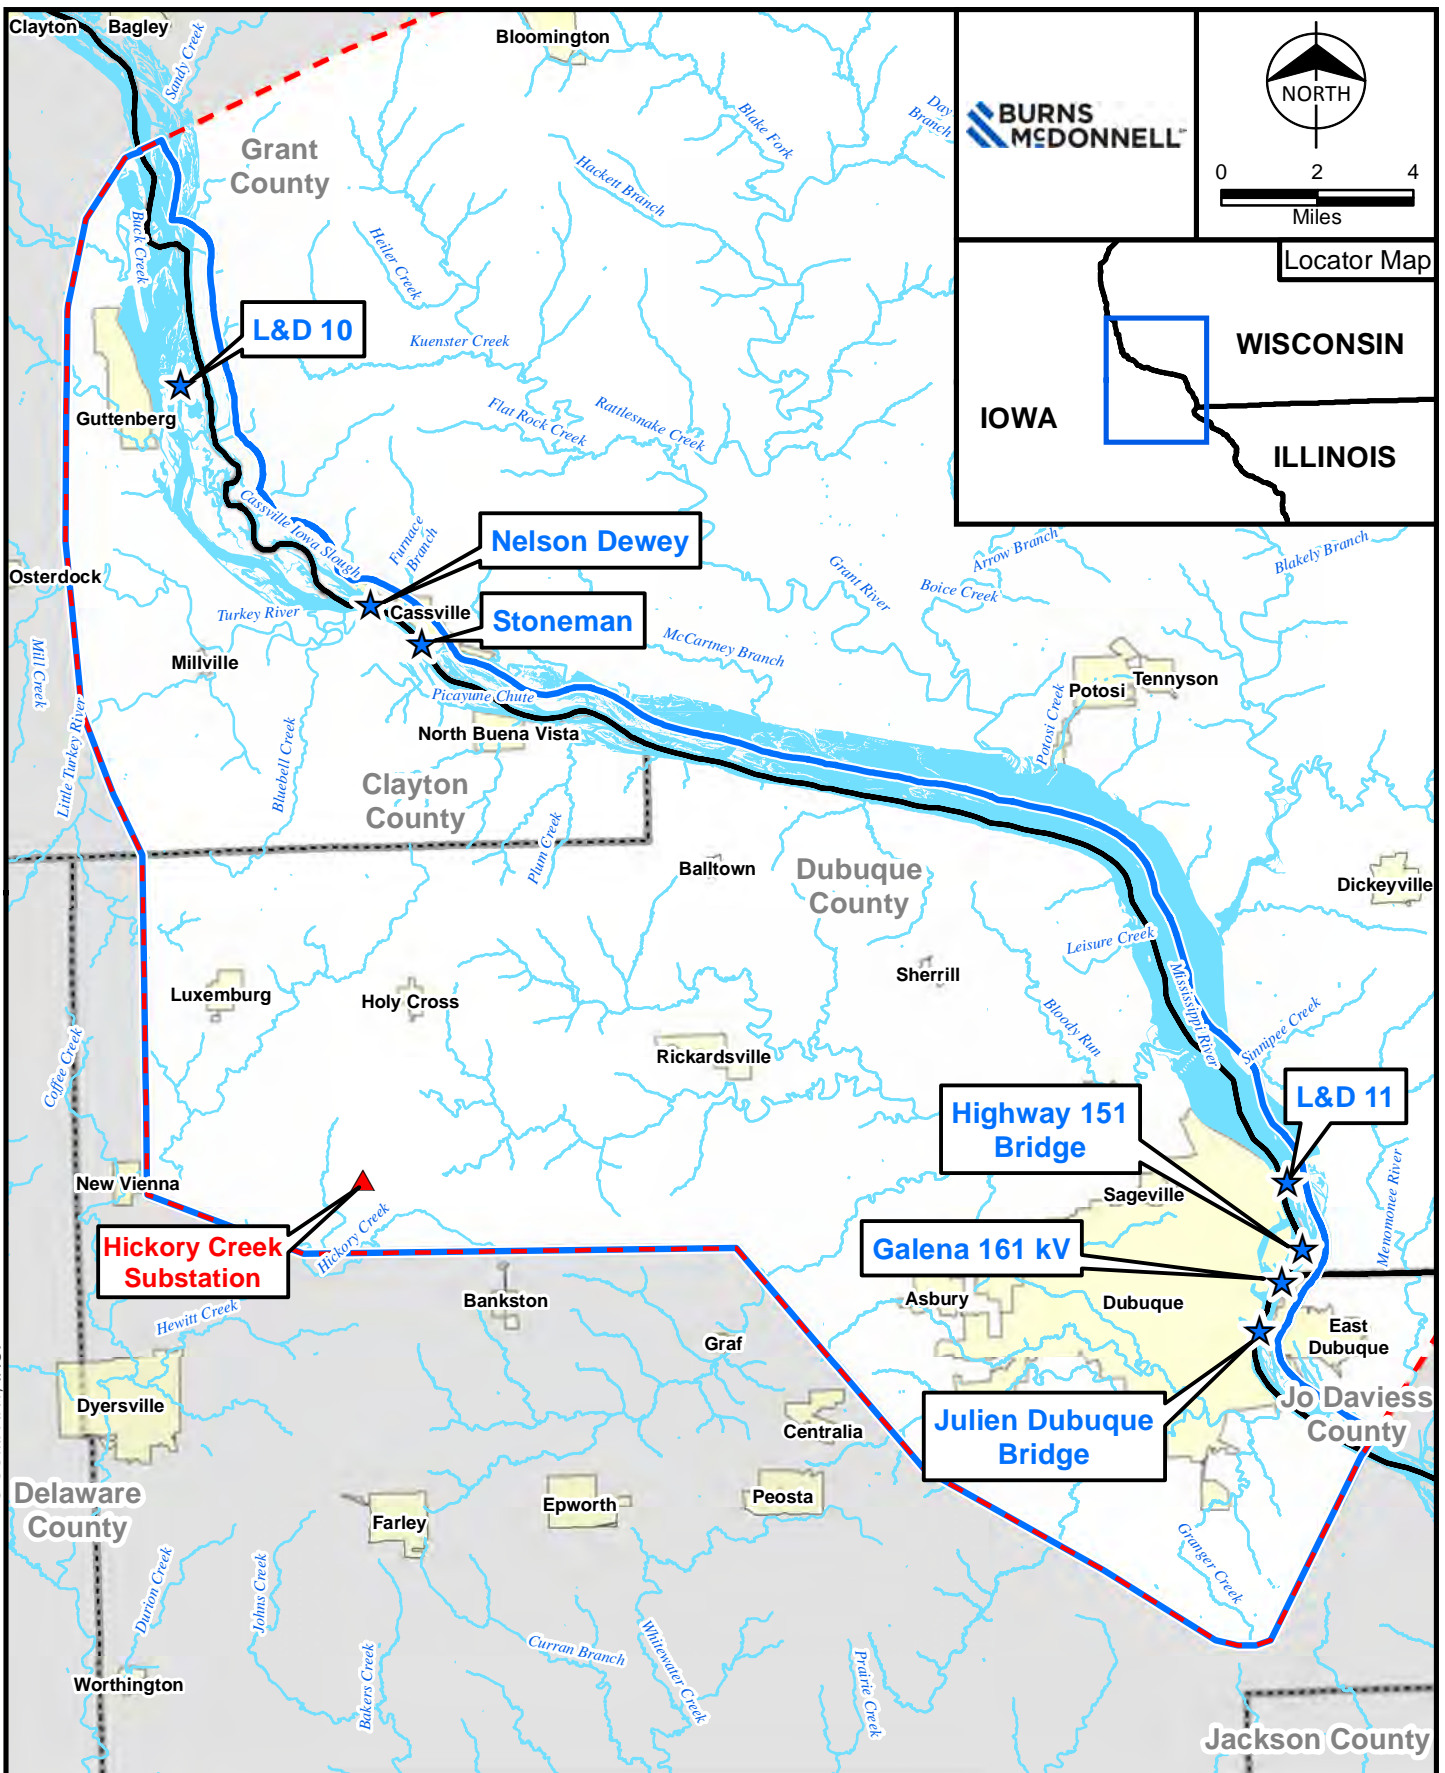 Clayton
Bagley
Sandy Creek
Bloomington
Blake Fork
Day
Branch
BURNS
McDONNELL
NORTH
0 2 4
Miles
Grant
County
Hackett Branch
Buck Creek
Heiler Creek
Locator Map
WISCONSIN
IOWA
ILLINOIS
L&D 10
Kuenster Creek
Guttenberg
Flat Rock Creek
Rattlesnake Creek
Cassville Iowa Slough
Furnace
Branch
Nelson Dewey
Arrow Branch
Blakely Branch
Grant River
Boice Creek
Osterdock
Turkey River
Cassville
Stoneman
McCartney Branch
Mill Creek
Millville
Picayune Chute
Potosi
Tennyson
Potosi Creek
North Buena Vista
Little Turkey River
Bluebell Creek
Clayton
County
Plum Creek
Balltown
Dubuque
County
Dickeyville
Leisure Creek
Sherrill
Mississippi River
Luxemburg
Holy Cross
Bloody Run
Sinnipee Creek
Rickardsville
Coffee Creek
L&D 11
Highway 151
Bridge
New Vienna
Sageville
Menomonee River
Hickory Creek
Hickory Creek
Substation
Galena 161 kV
Bankston
Asbury
Dubuque
East
Dubuque
Hewitt Creek
Graf
Dyersville
Centralia
Julien Dubuque
Bridge
Jo Daviess
County
Delaware
County
Farley
Epworth
Peosta
Granger Creek
Durion Creek
Johns Creek
Bakers Creek
Curran Branch
Whitewater Creek
Prairie Creek
Worthington
Jackson County